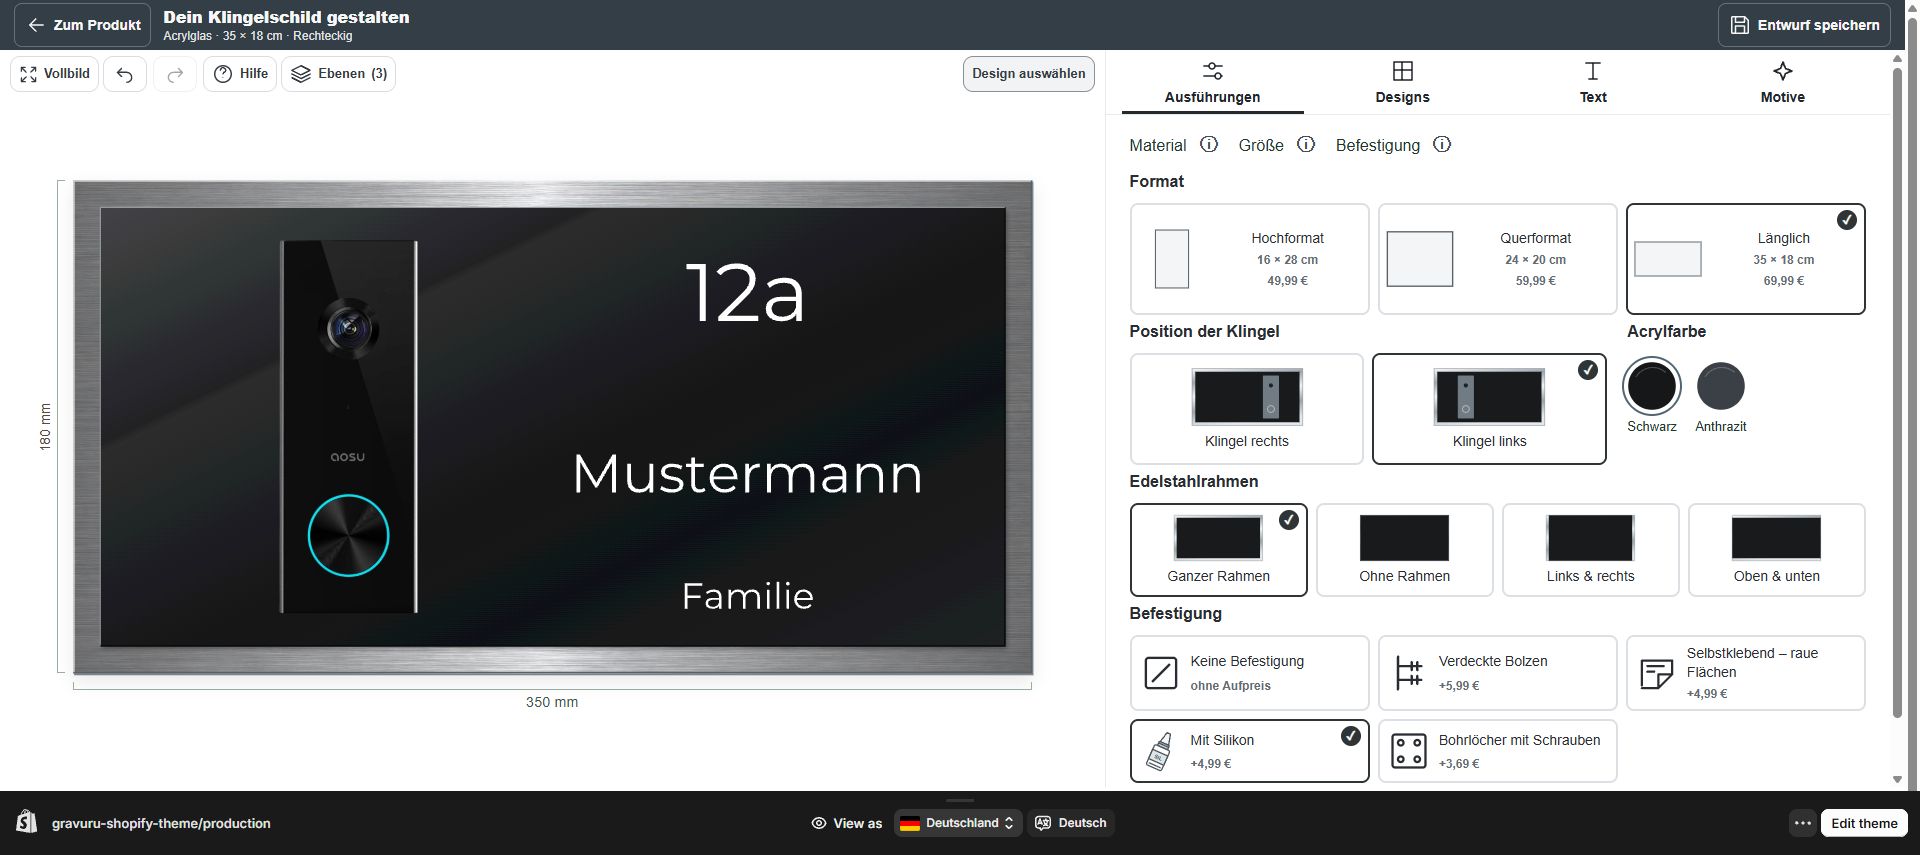 Zum Produkt
Dein Klingelschild gestalten
Acrylglas · 35 × 18 cm · Rechteckig
Entwurf speichern
Vollbild
Hilfe
Ebenen (3)
Design auswählen
Ausführungen
Designs
Text
Motive
Material
Größe
Befestigung
Format
Hochformat
16 × 28 cm
49,99 €
Querformat
24 × 20 cm
59,99 €
Länglich
35 × 18 cm
69,99 €
Position der Klingel
Klingel rechts
Klingel links
Acrylfarbe
Schwarz
Anthrazit
Edelstahlrahmen
Ganzer Rahmen
Ohne Rahmen
Links & rechts
Oben & unten
Befestigung
Keine Befestigung
ohne Aufpreis
Verdeckte Bolzen
+5,99 €
Selbstklebend – raue
Flächen
+4,99 €
Mit Silikon
+4,99 €
Bohrlöcher mit Schrauben
+3,69 €
12a
Mustermann
Familie
aosu
180 mm
350 mm
gravuru-shopify-theme/production
View as
Deutschland
Deutsch
Edit theme